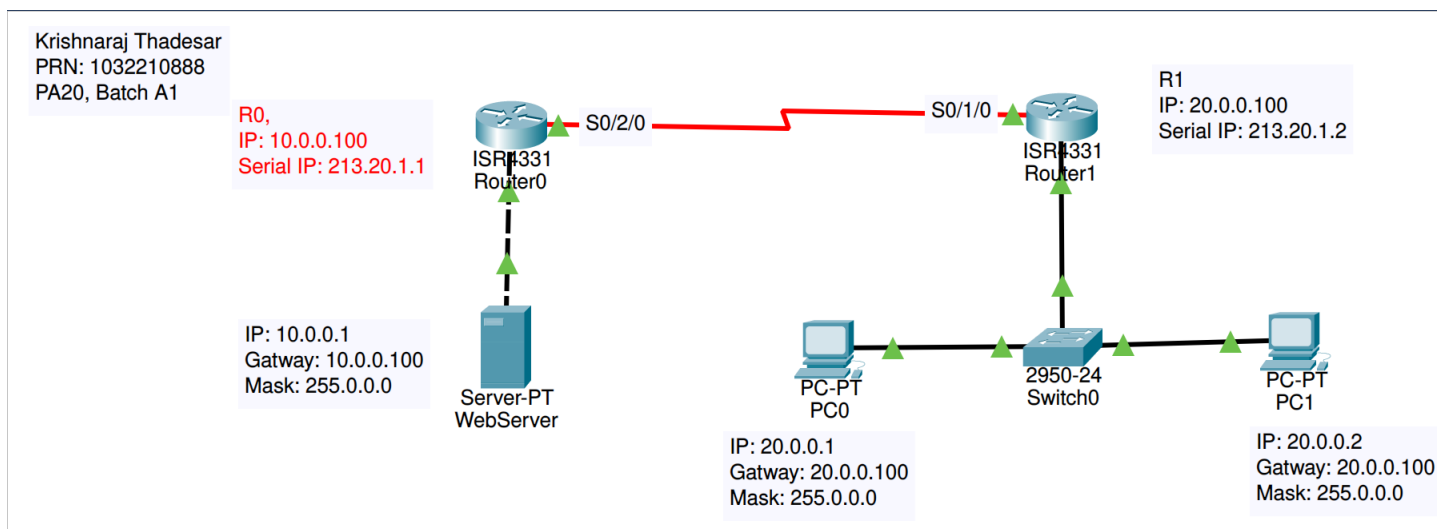 Krishnaraj Thadesar
PRN: 1032210888
PA20, Batch A1
R0,
IP: 10.0.0.100
Serial IP: 213.20.1.1
S0/2/0
ISR4331
Router0
S0/1/0
ISR4331
Router1
R1
IP: 20.0.0.100
Serial IP: 213.20.1.2
IP: 10.0.0.1
Gatway: 10.0.0.100
Mask: 255.0.0.0
Server-PT
WebServer
PC-PT
PC0
2950-24
Switch0
PC-PT
PC1
IP: 20.0.0.1
Gatway: 20.0.0.100
Mask: 255.0.0.0
IP: 20.0.0.2
Gatway: 20.0.0.100
Mask: 255.0.0.0